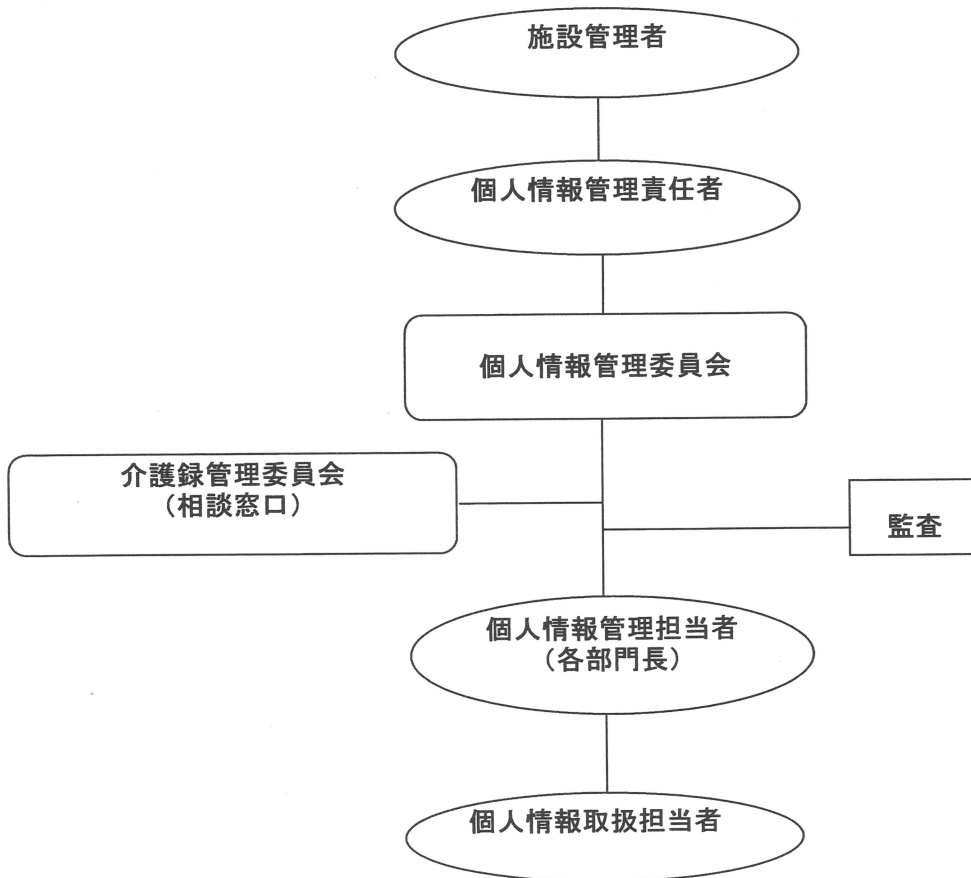 施設管理者
個人情報管理責任者
個人情報管理委員会
介護録管理委員会
（相談窓口）
監査
個人情報管理担当者
（各部門長）
個人情報取扱担当者